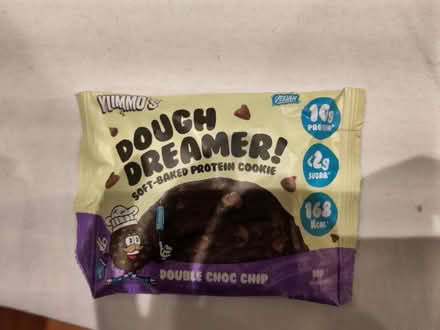 YUMMO'S
VEGAN
DOUGH
DREAMER!
SOFT-BAKED PROTEIN COOKIE
10g
PROTEIN*
<2g
SUGAR*
168
KCAL*
DOUBLE CHOC CHIP